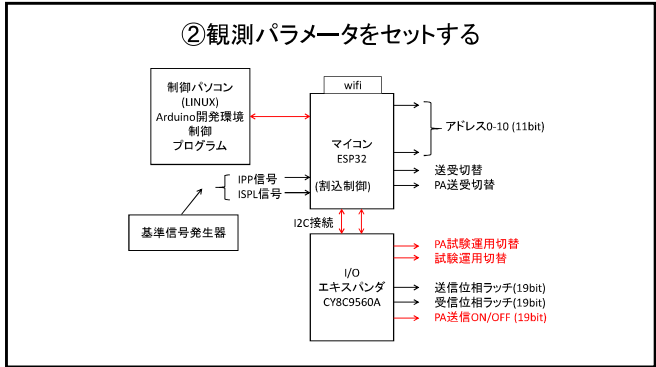 ②観測パラメータをセットする
wifi
制御パソコン
(LINUX)
Arduino開発環境
制御
プログラム
マイコン
ESP32
(割込制御)
アドレス0-10 (11bit)
送受切替
PA送受切替
IPP信号
ISPL信号
基準信号発生器
I2C接続
I/O
エキスパンダ
CY8C9560A
PA試験運用切替
試験運用切替
送信位相ラッチ(19bit)
受信位相ラッチ(19bit)
PA送信ON/OFF (19bit)